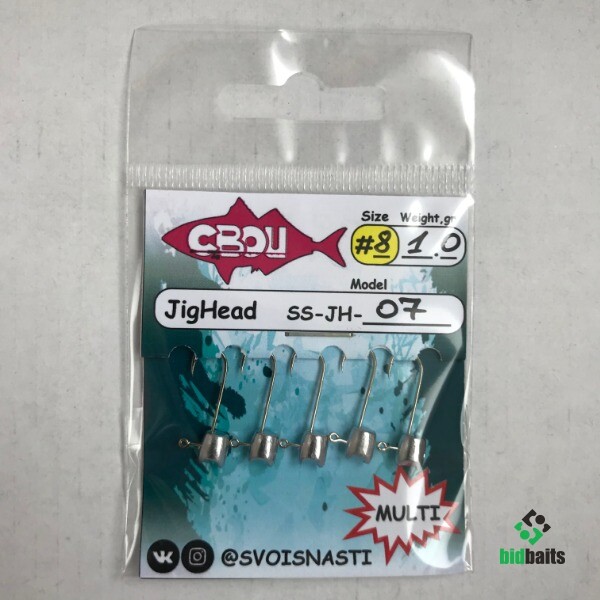 СВОИ
Size Weight,gr
#8 1.0
Model
JigHead SS-JH- 07
MULTI
@SVOISNASTI
bidbaits